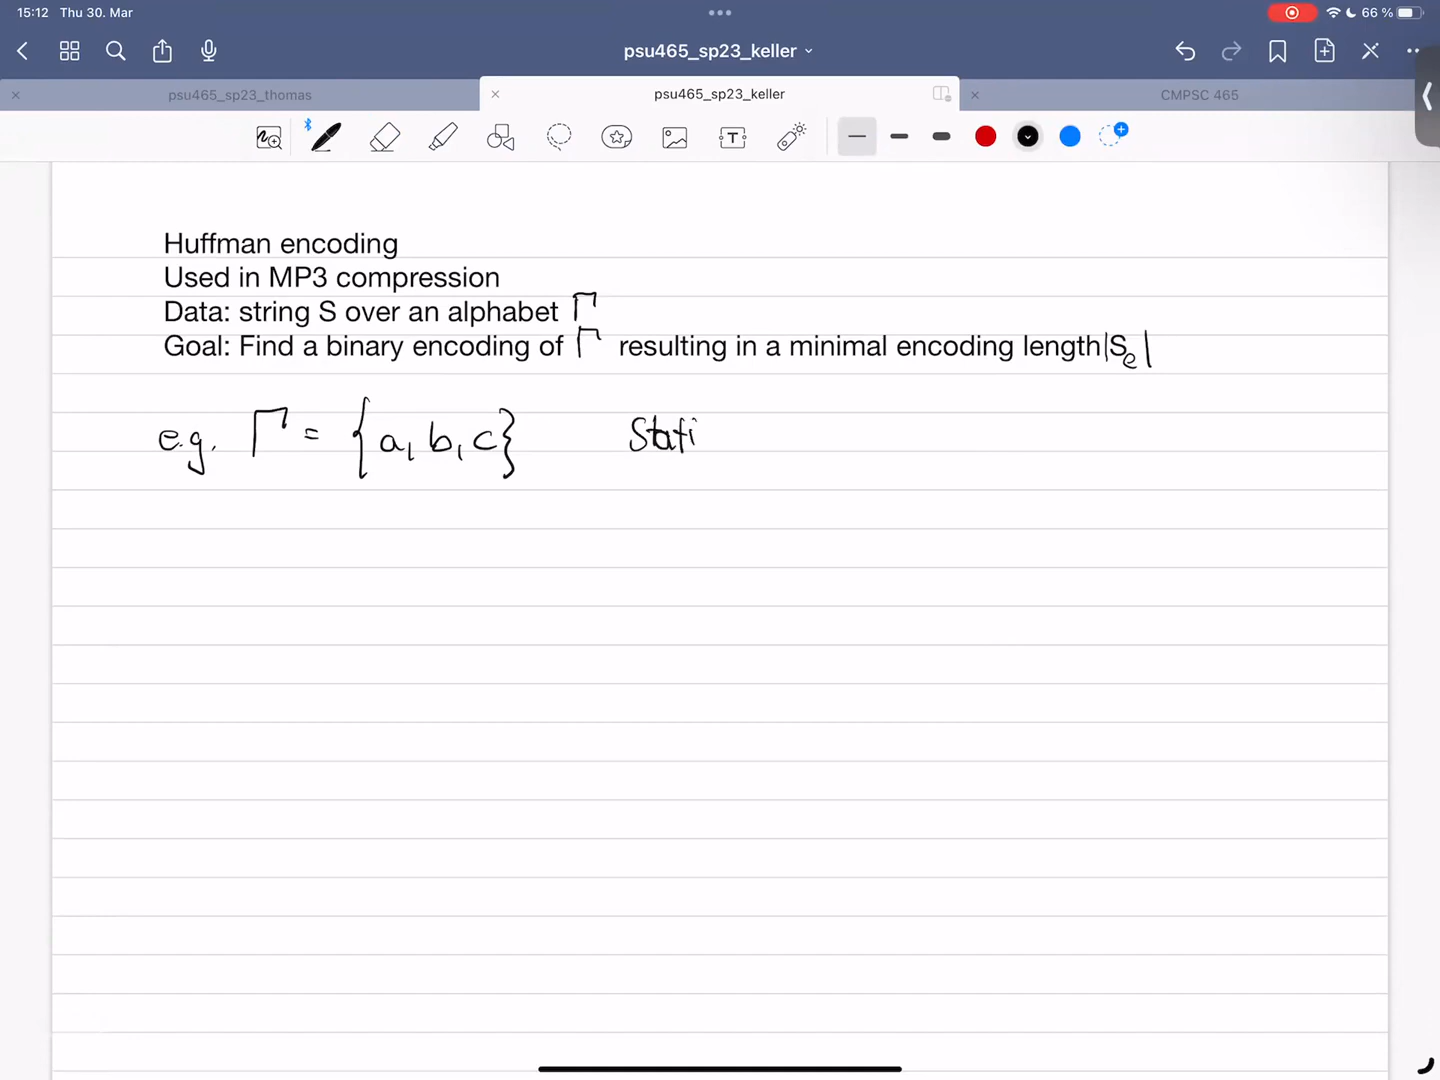 15:12 Thu 30. Mar 66 %
psu465_sp23_keller
psu465_sp23_thomas psu465_sp23_keller CMPSC 465
T
Huffman encoding
Used in MP3 compression
Data: string S over an alphabet Γ
Goal: Find a binary encoding of Γ resulting in a minimal encoding length |Se|
e.g. Γ = {a, b, c} Stati